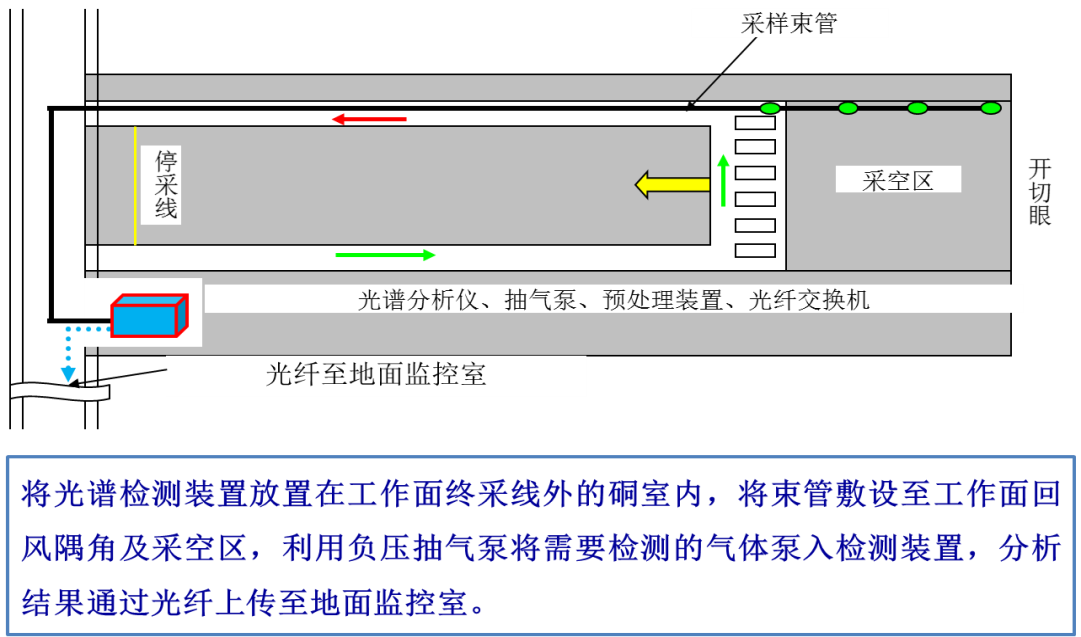 采样束管
停采线
采空区
开切眼
光谱分析仪、抽气泵、预处理装置、光纤交换机
光纤至地面监控室
将光谱检测装置放置在工作面终采线外的硐室内，将束管敷设至工作面回
风隅角及采空区，利用负压抽气泵将需要检测的气体泵入检测装置，分析
结果通过光纤上传至地面监控室。